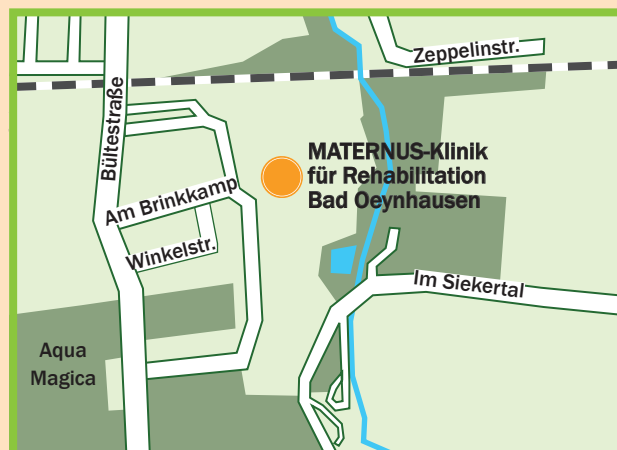 Zeppelinstr.
Bültestraße
MATERNUS-Klinik
für Rehabilitation
Bad Oeynhausen
Am Brinkkamp
Winkelstr.
Im Siekertal
Aqua
Magica